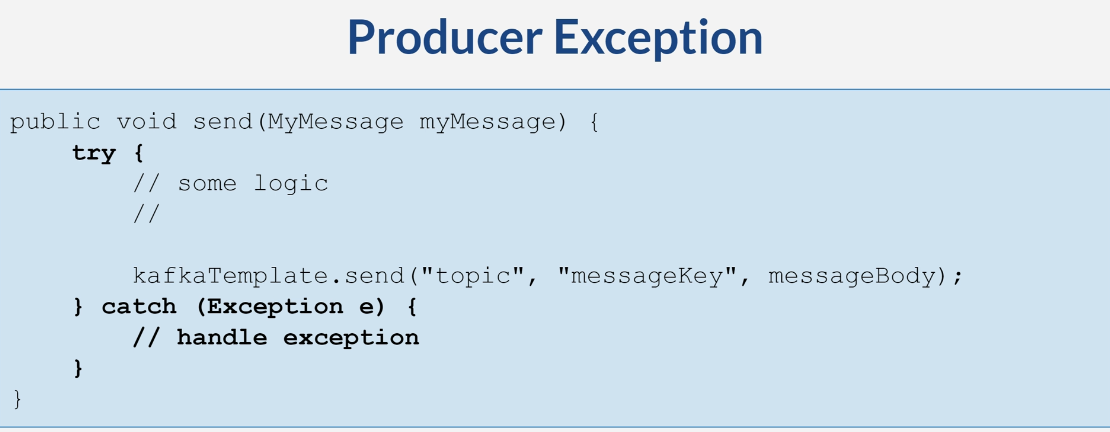 Producer Exception
public void send(MyMessage myMessage) {
try {
// some logic
//
kafkaTemplate.send("topic", "messageKey", messageBody);
} catch (Exception e) {
// handle exception
}
}